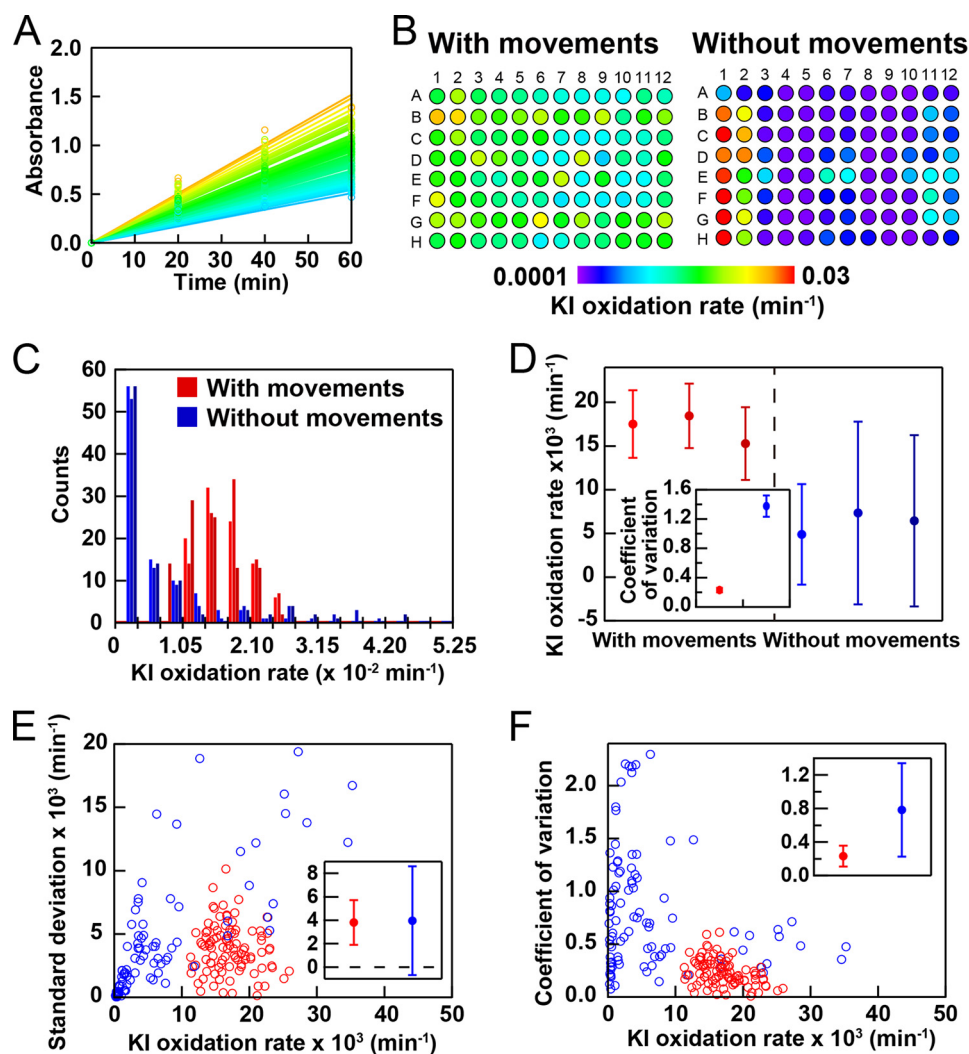 A
2.0
1.5
1.0
0.5
0.0
Absorbance
0 10 20 30 40 50 60
Time (min)
B
With movements
1 2 3 4 5 6 7 8 9 10 11 12
A
B
C
D
E
F
G
H
Without movements
1 2 3 4 5 6 7 8 9 10 11 12
A
B
C
D
E
F
G
H
0.0001 0.03
KI oxidation rate (min⁻¹)
C
60
50
40
30
20
10
0
Counts
With movements
Without movements
0 1.05 2.10 3.15 4.20 5.25
KI oxidation rate (x 10⁻² min⁻¹)
D
20
15
10
5
0
-5
KI oxidation rate x10³ (min⁻¹)
1.6
1.2
0.8
0.4
0.0
Coefficient
of variation
With movements Without movements
E
20
15
10
5
0
Standard deviation x 10³ (min⁻¹)
8
6
4
2
0
0 10 20 30 40 50
KI oxidation rate x 10³ (min⁻¹)
F
2.0
1.5
1.0
0.5
0.0
Coefficient of variation
1.2
0.8
0.4
0.0
0 10 20 30 40 50
KI oxidation rate x 10³ (min⁻¹)